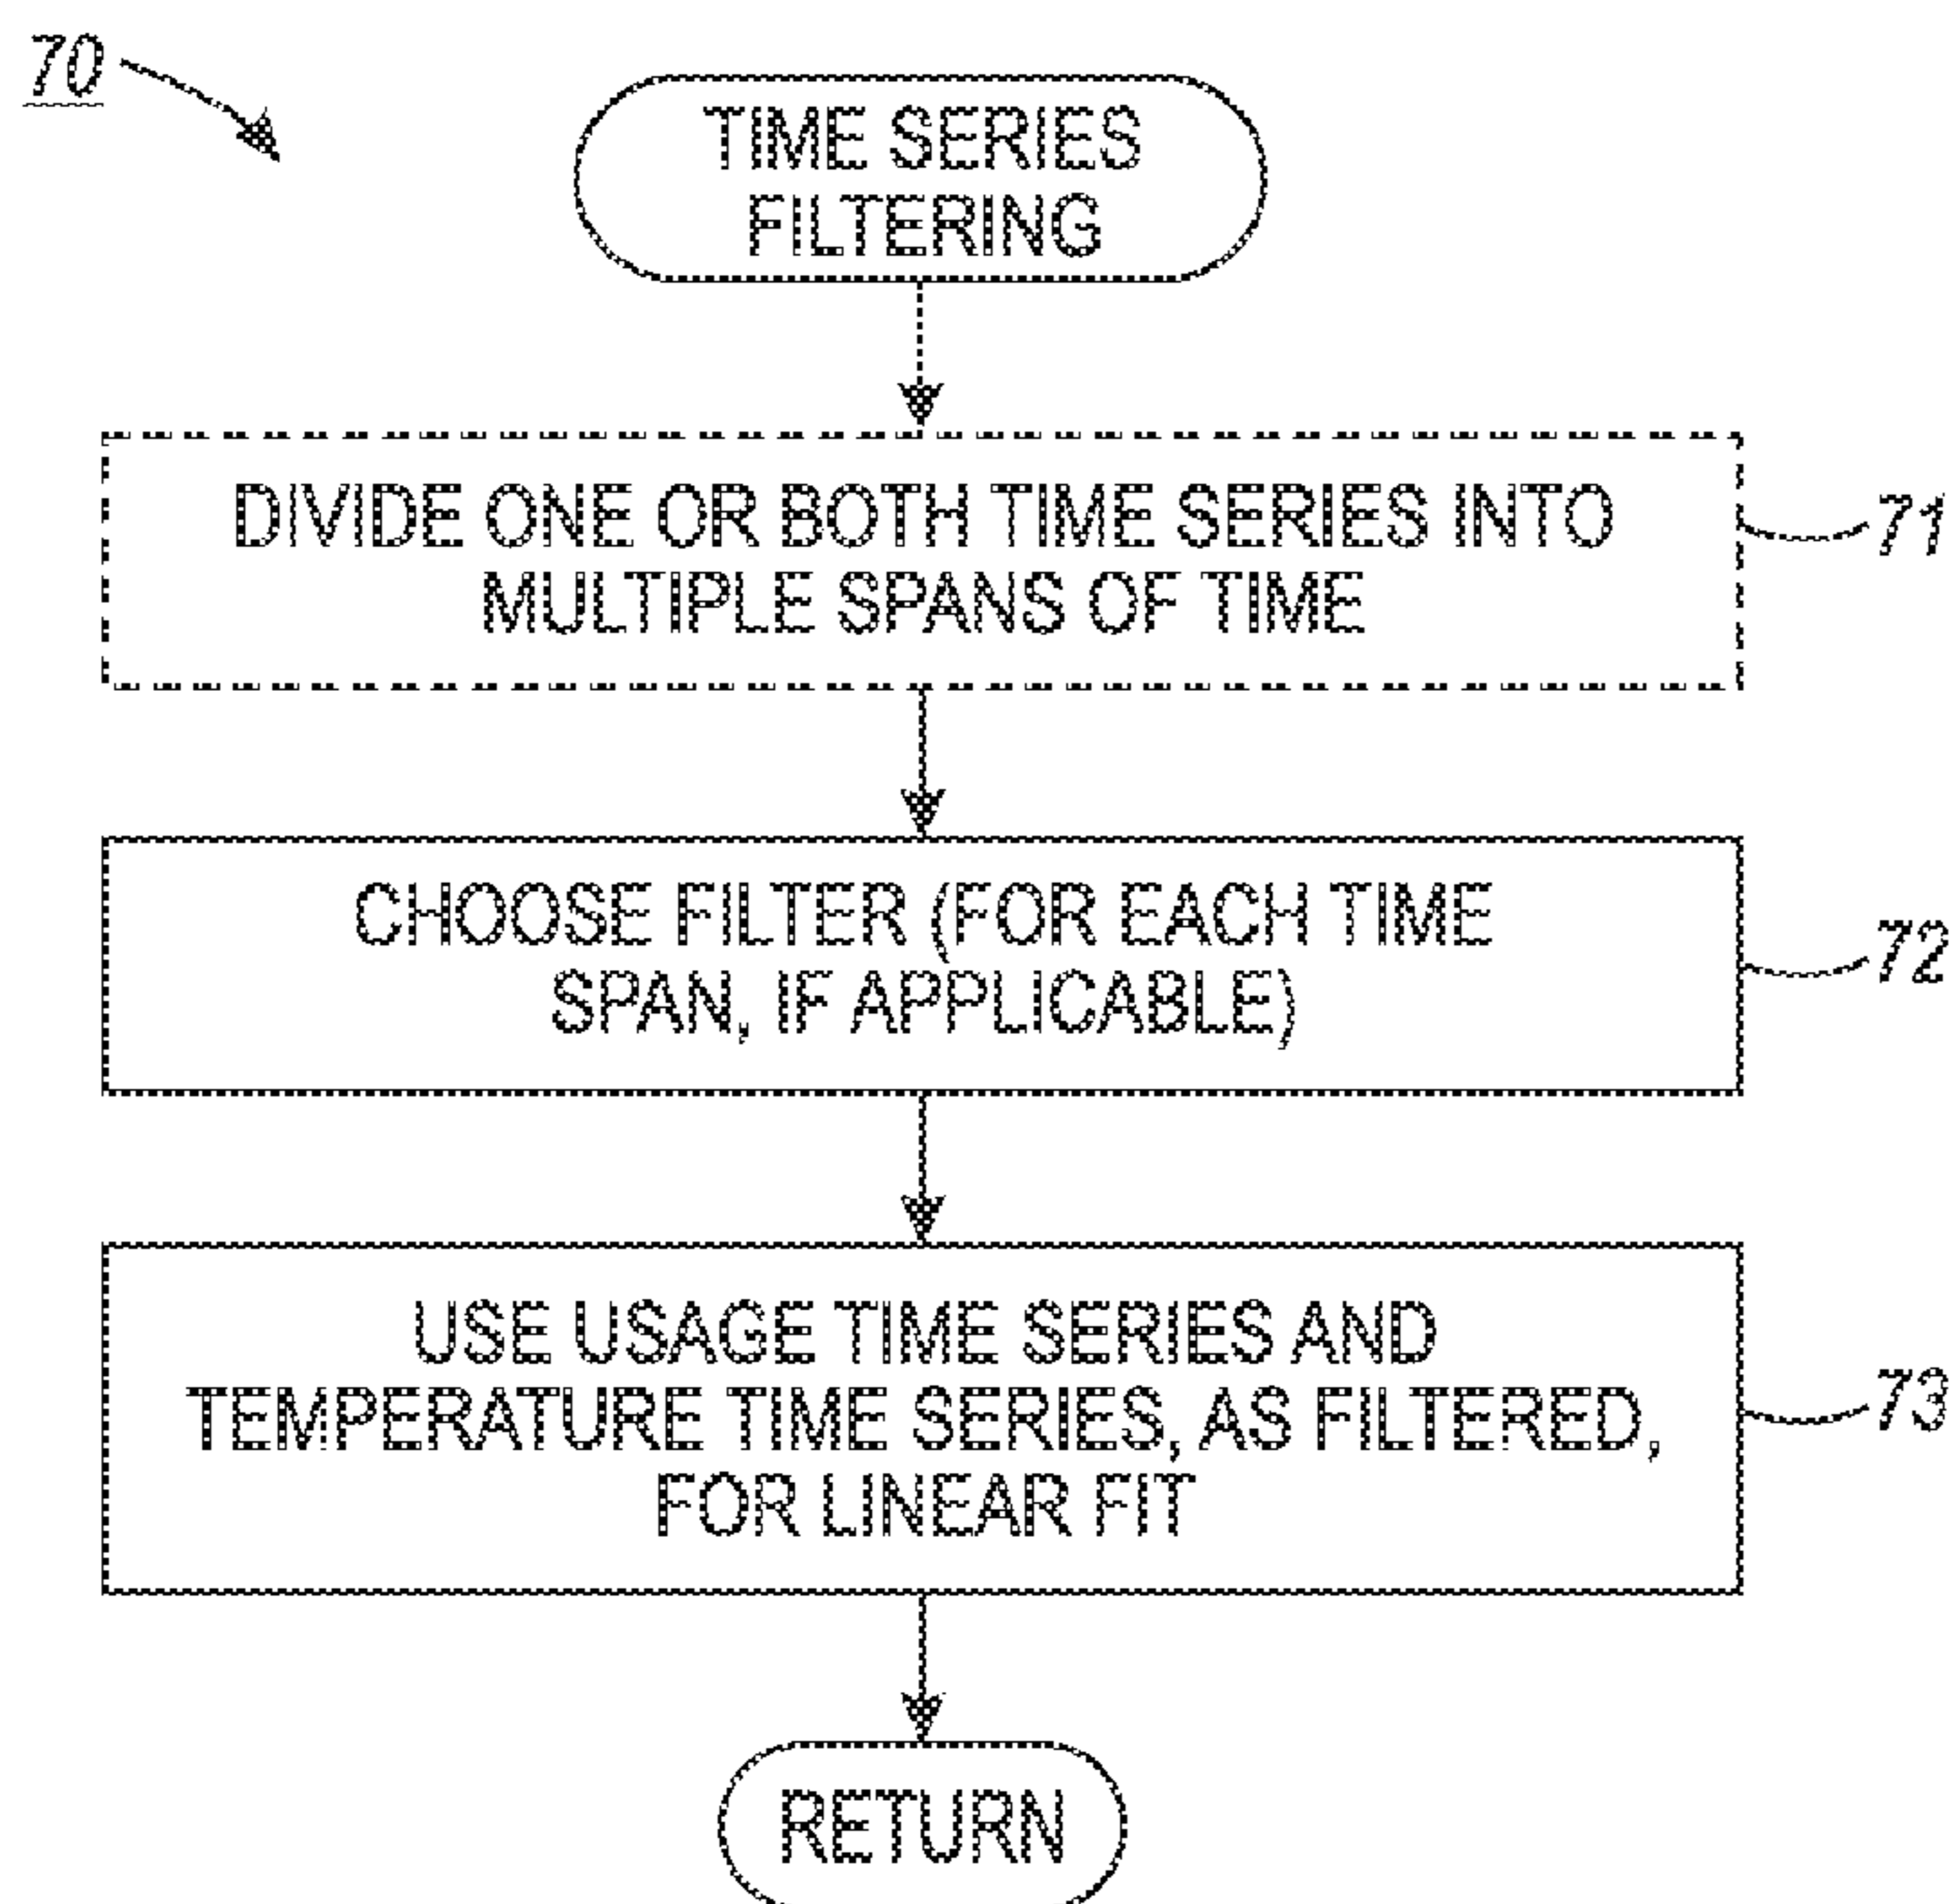 70
TIME SERIES
FILTERING
DIVIDE ONE OR BOTH TIME SERIES INTO
MULTIPLE SPANS OF TIME
71
CHOOSE FILTER (FOR EACH TIME
SPAN, IF APPLICABLE)
72
USE USAGE TIME SERIES AND
TEMPERATURE TIME SERIES, AS FILTERED,
FOR LINEAR FIT
73
RETURN